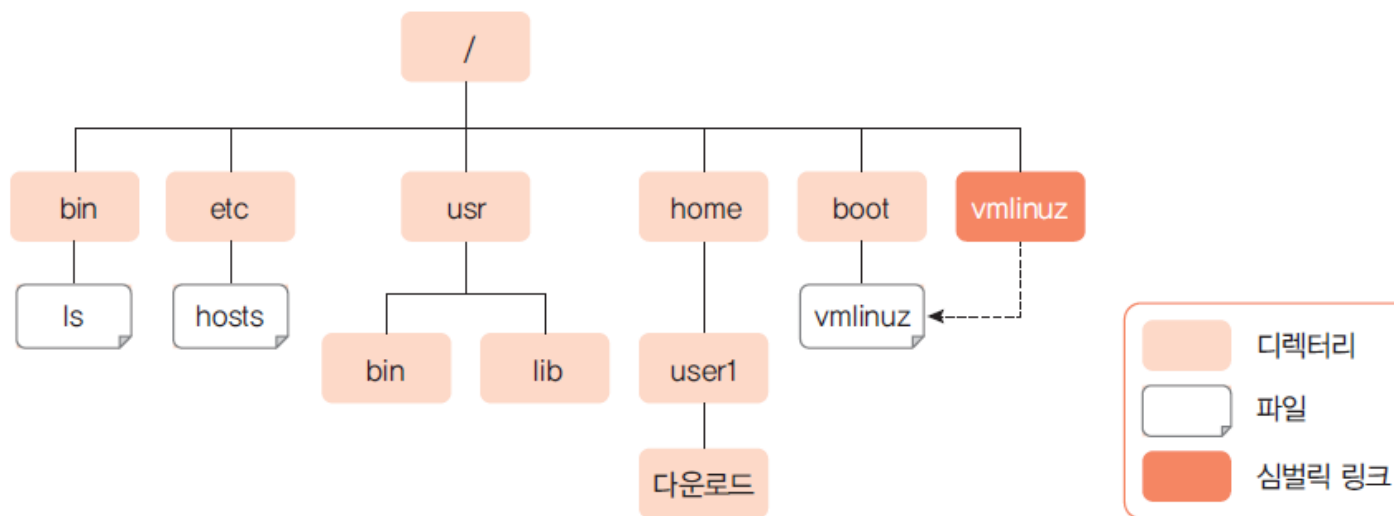 /
bin
etc
usr
home
boot
vmlinuz
ls
hosts
vmlinuz
bin
lib
user1
다운로드
디렉터리
파일
심벌릭 링크